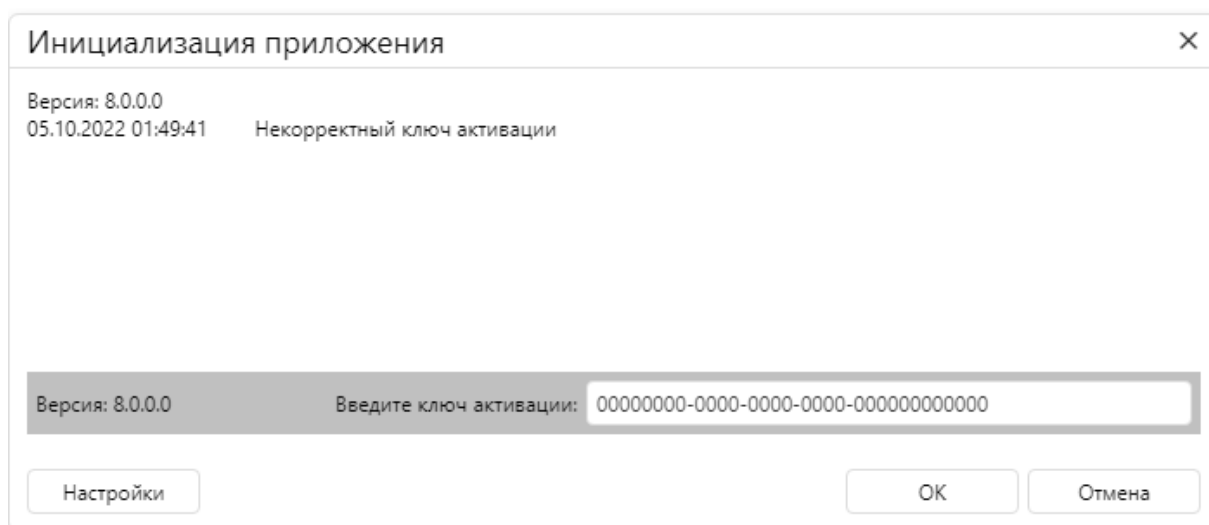 Инициализация приложения
Версия: 8.0.0.0
05.10.2022 01:49:41 Некорректный ключ активации
Версия: 8.0.0.0 Введите ключ активации: 00000000-0000-0000-0000-000000000000
Настройки ОК Отмена